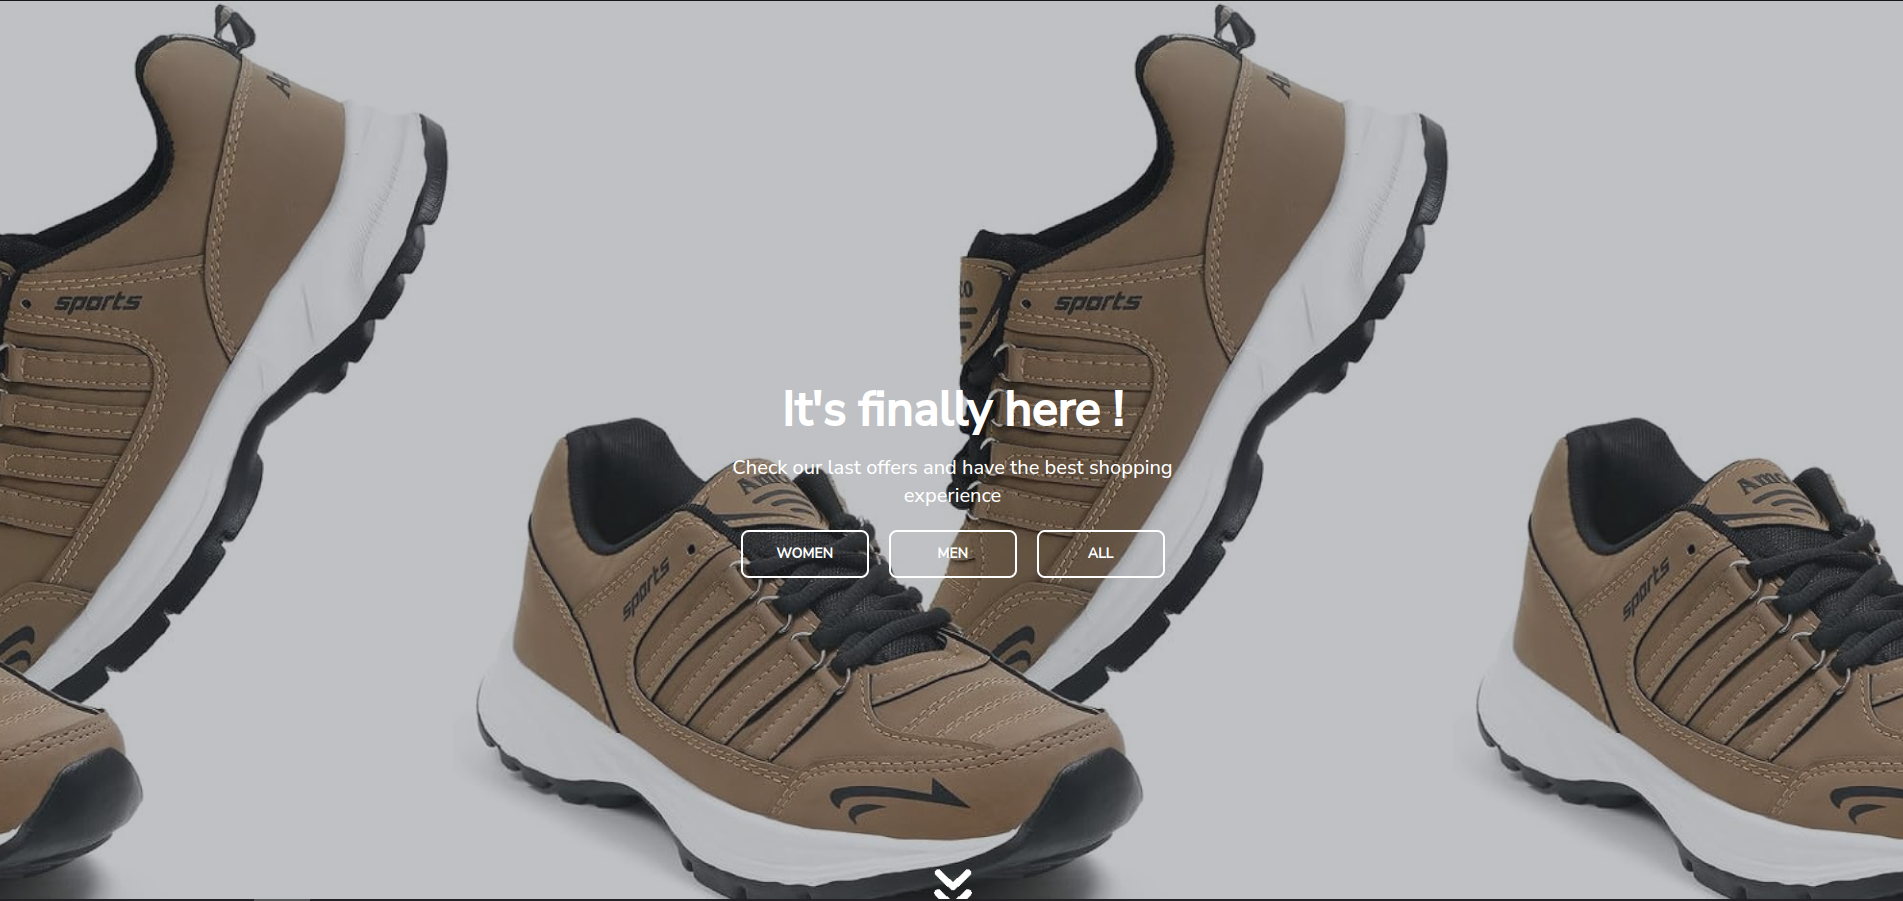 sports
sports
It's finally here !
Check our last offers and have the best shopping
experience
WOMEN
MEN
ALL
sports
sports